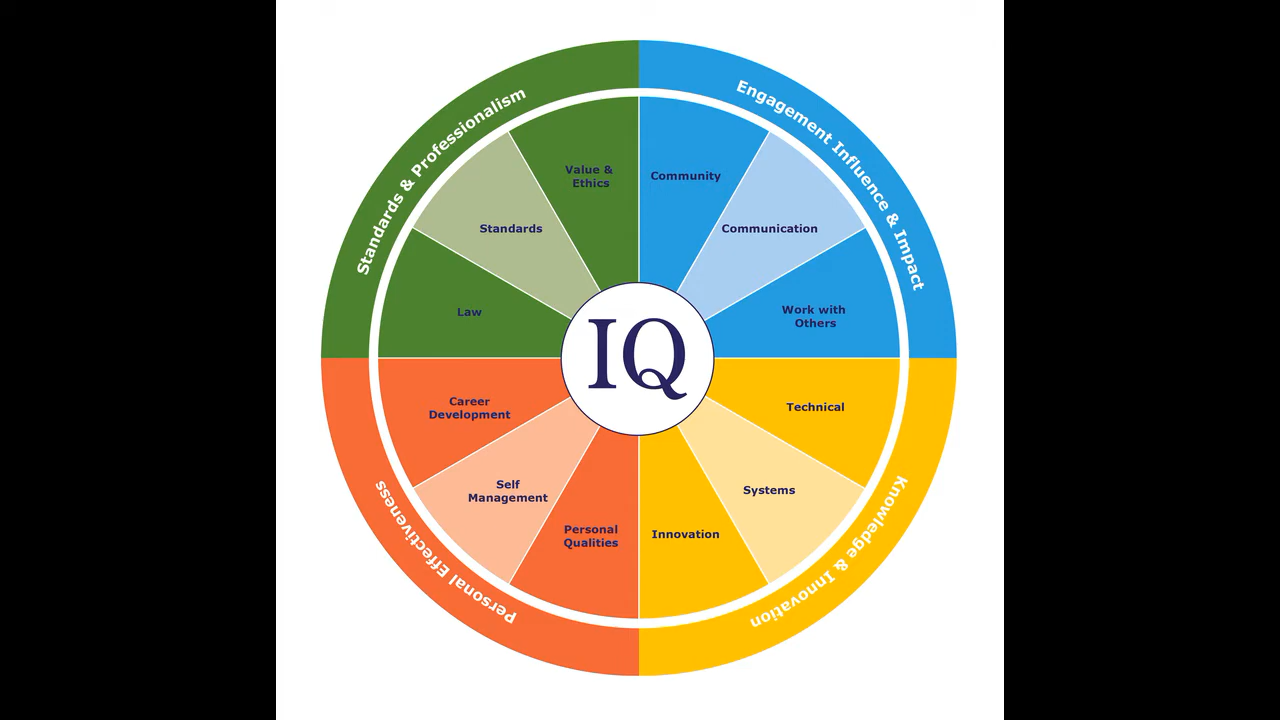 Standards & Professionalism
Engagement Influence & Impact
Value &
Ethics
Community
Standards
Communication
Law
Work with
Others
IQ
Career
Development
Technical
Self
Management
Systems
Personal
Qualities
Innovation
Personal Effectiveness
Knowledge & Innovation